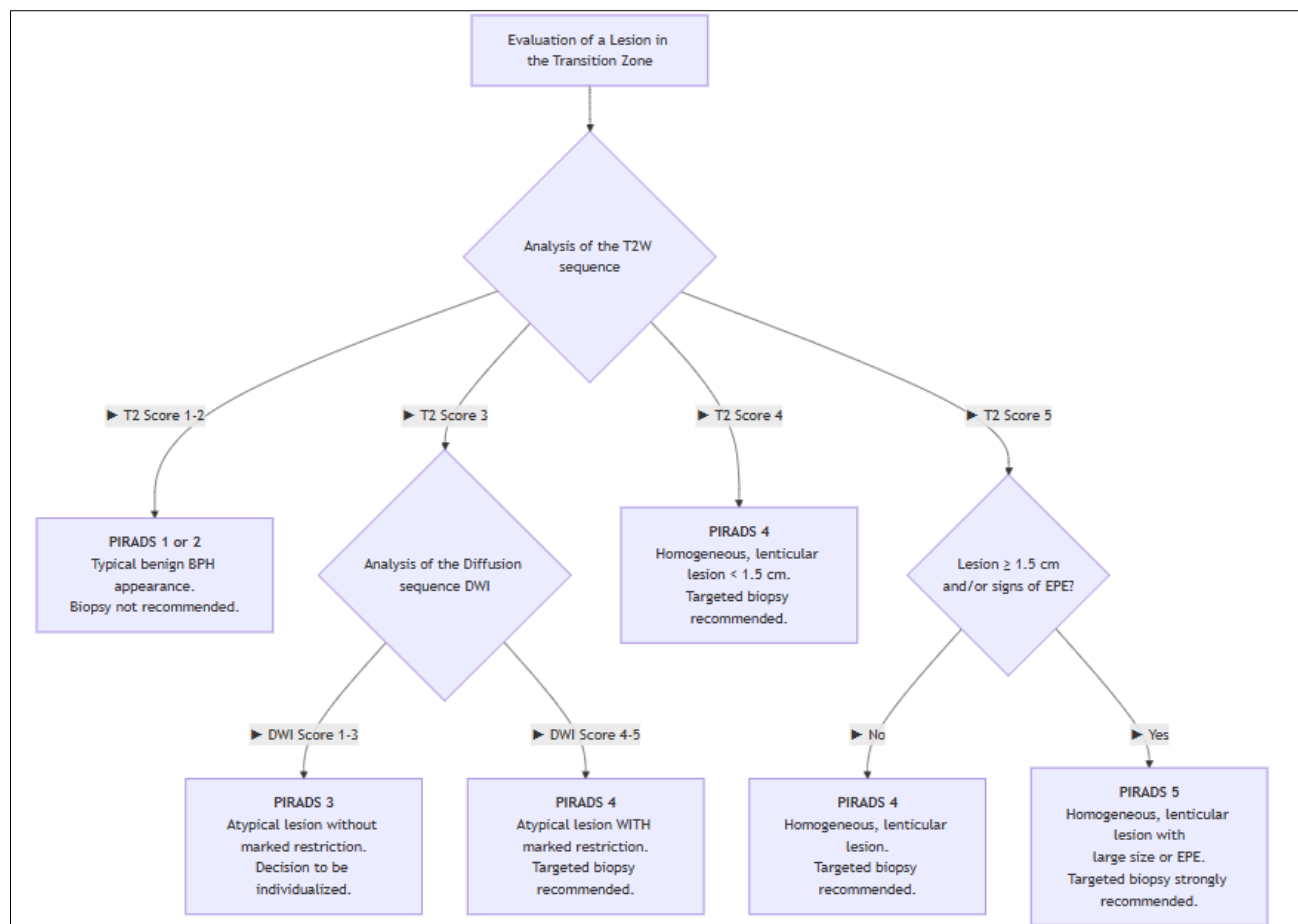 Evaluation of a Lesion in
the Transition Zone
Analysis of the T2W
sequence
► T2 Score 1-2
► T2 Score 3
► T2 Score 4
► T2 Score 5
PIRADS 1 or 2
Typical benign BPH
appearance.
Biopsy not recommended.
Analysis of the Diffusion
sequence DWI
PIRADS 4
Homogeneous, lenticular
lesion < 1.5 cm.
Targeted biopsy
recommended.
Lesion ≥ 1.5 cm
and/or signs of EPE?
► DWI Score 1-3
► DWI Score 4-5
► No
► Yes
PIRADS 3
Atypical lesion without
marked restriction.
Decision to be
individualized.
PIRADS 4
Atypical lesion WITH
marked restriction.
Targeted biopsy
recommended.
PIRADS 4
Homogeneous, lenticular
lesion.
Targeted biopsy
recommended.
PIRADS 5
Homogeneous, lenticular
lesion with
large size or EPE.
Targeted biopsy strongly
recommended.